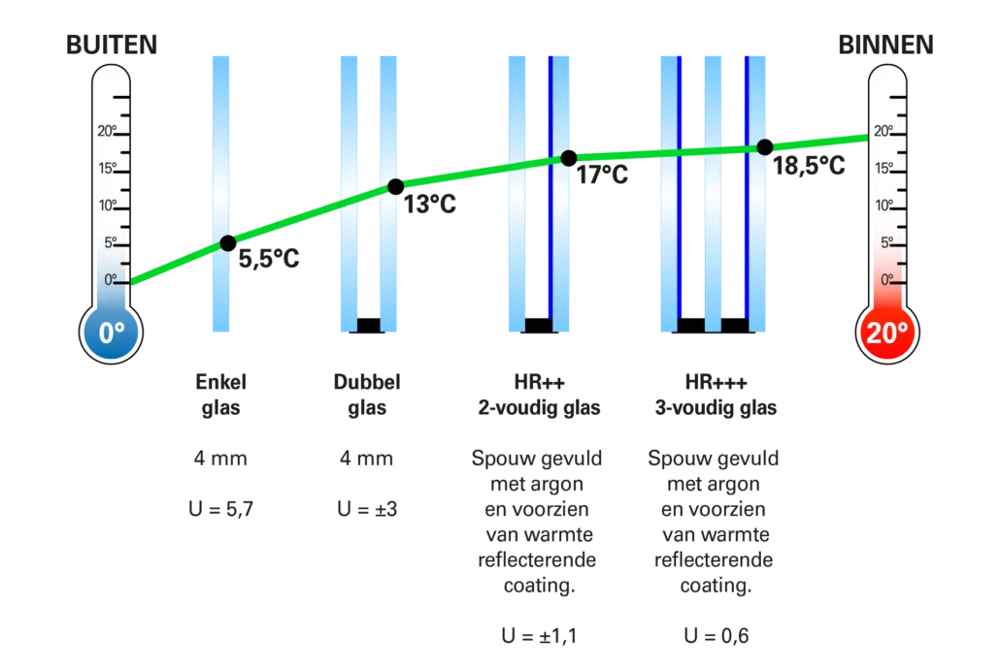 BUITEN
BINNEN
20°
15°
10°
5°
0°
0°
20°
15°
10°
5°
0°
20°
5,5°C
13°C
17°C
18,5°C
Enkel
glas
4 mm
U = 5,7
Dubbel
glas
4 mm
U = ±3
HR++
2-voudig glas
Spouw gevuld
met argon
en voorzien
van warmte
reflecterende
coating.
U = ±1,1
HR+++
3-voudig glas
Spouw gevuld
met argon
en voorzien
van warmte
reflecterende
coating.
U = 0,6